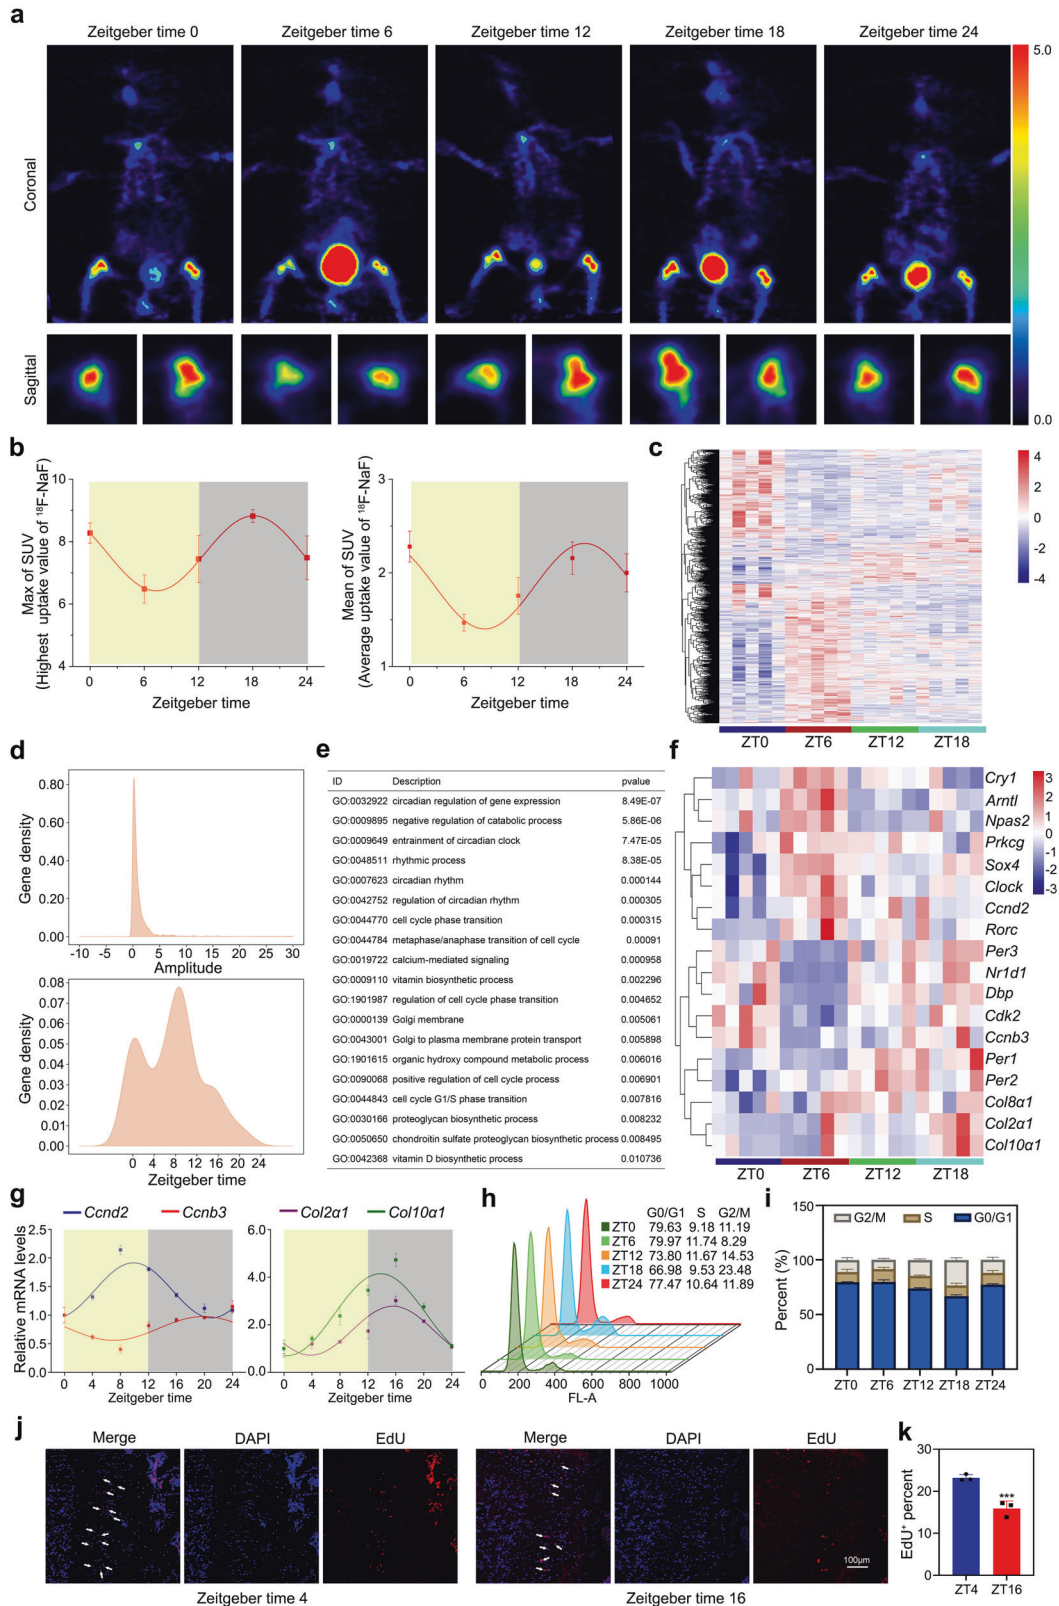 a
Zeitgeber time 0
Zeitgeber time 6
Zeitgeber time 12
Zeitgeber time 18
Zeitgeber time 24
Coronal
Sagittal
5.0
0.0
b
Max of SUV
(Highest uptake value of ¹⁸F-NaF)
10
8
6
4
0 6 12 18 24
Zeitgeber time
Mean of SUV
(Average uptake value of ¹⁸F-NaF)
3
2
1
0 6 12 18 24
Zeitgeber time
c
4
2
0
-2
-4
ZT0 ZT6 ZT12 ZT18
d
Gene density
0.80
0.60
0.40
0.20
0.00
-10 -5 0 5 10 15 20 25 30
Amplitude
Gene density
0.08
0.07
0.06
0.05
0.04
0.03
0.02
0.01
0.00
0 4 8 12 16 20 24
Zeitgeber time
e
ID Description pvalue
GO:0032922 circadian regulation of gene expression 8.49E-07
GO:0009895 negative regulation of catabolic process 5.86E-06
GO:0009649 entrainment of circadian clock 7.47E-05
GO:0048511 rhythmic process 8.38E-05
GO:0007623 circadian rhythm 0.000144
GO:0042752 regulation of circadian rhythm 0.000305
GO:0044770 cell cycle phase transition 0.000315
GO:0044784 metaphase/anaphase transition of cell cycle 0.00091
GO:0019722 calcium-mediated signaling 0.000958
GO:0009110 vitamin biosynthetic process 0.002296
GO:1901987 regulation of cell cycle phase transition 0.004652
GO:0000139 Golgi membrane 0.005061
GO:0043001 Golgi to plasma membrane protein transport 0.005898
GO:1901615 organic hydroxy compound metabolic process 0.006016
GO:0090068 positive regulation of cell cycle process 0.006901
GO:0044843 cell cycle G1/S phase transition 0.007816
GO:0030166 proteoglycan biosynthetic process 0.008232
GO:0050650 chondroitin sulfate proteoglycan biosynthetic process 0.008495
GO:0042368 vitamin D biosynthetic process 0.010736
f
Cry1
Arntl
Npas2
Prkcg
Sox4
Clock
Ccnd2
Rorc
Per3
Nr1d1
Dbp
Cdk2
Ccnb3
Per1
Per2
Col8α1
Col2α1
Col10α1
3
2
1
0
-1
-2
-3
ZT0 ZT6 ZT12 ZT18
g
Ccnd2 Ccnb3
Relative mRNA levels
2.5
2.0
1.5
1.0
0.5
0.0
0 4 8 12 16 20 24
Zeitgeber time
Col2α1 Col10α1
6.0
4.0
2.0
0.0
0 4 8 12 16 20 24
Zeitgeber time
h
G0/G1 S G2/M
ZT0 79.63 9.18 11.19
ZT6 79.97 11.74 8.29
ZT12 73.80 11.67 14.53
ZT18 66.98 9.53 23.48
ZT24 77.47 10.64 11.89
0 200 400 600 800 1000
FL-A
i
G2/M S G0/G1
Percent (%)
150
100
50
0
ZT0 ZT6 ZT12 ZT18 ZT24
j
Merge DAPI EdU
Zeitgeber time 4
Merge DAPI EdU
100μm
Zeitgeber time 16
k
EdU⁺ percent
30
20
10
0
***
ZT4 ZT16